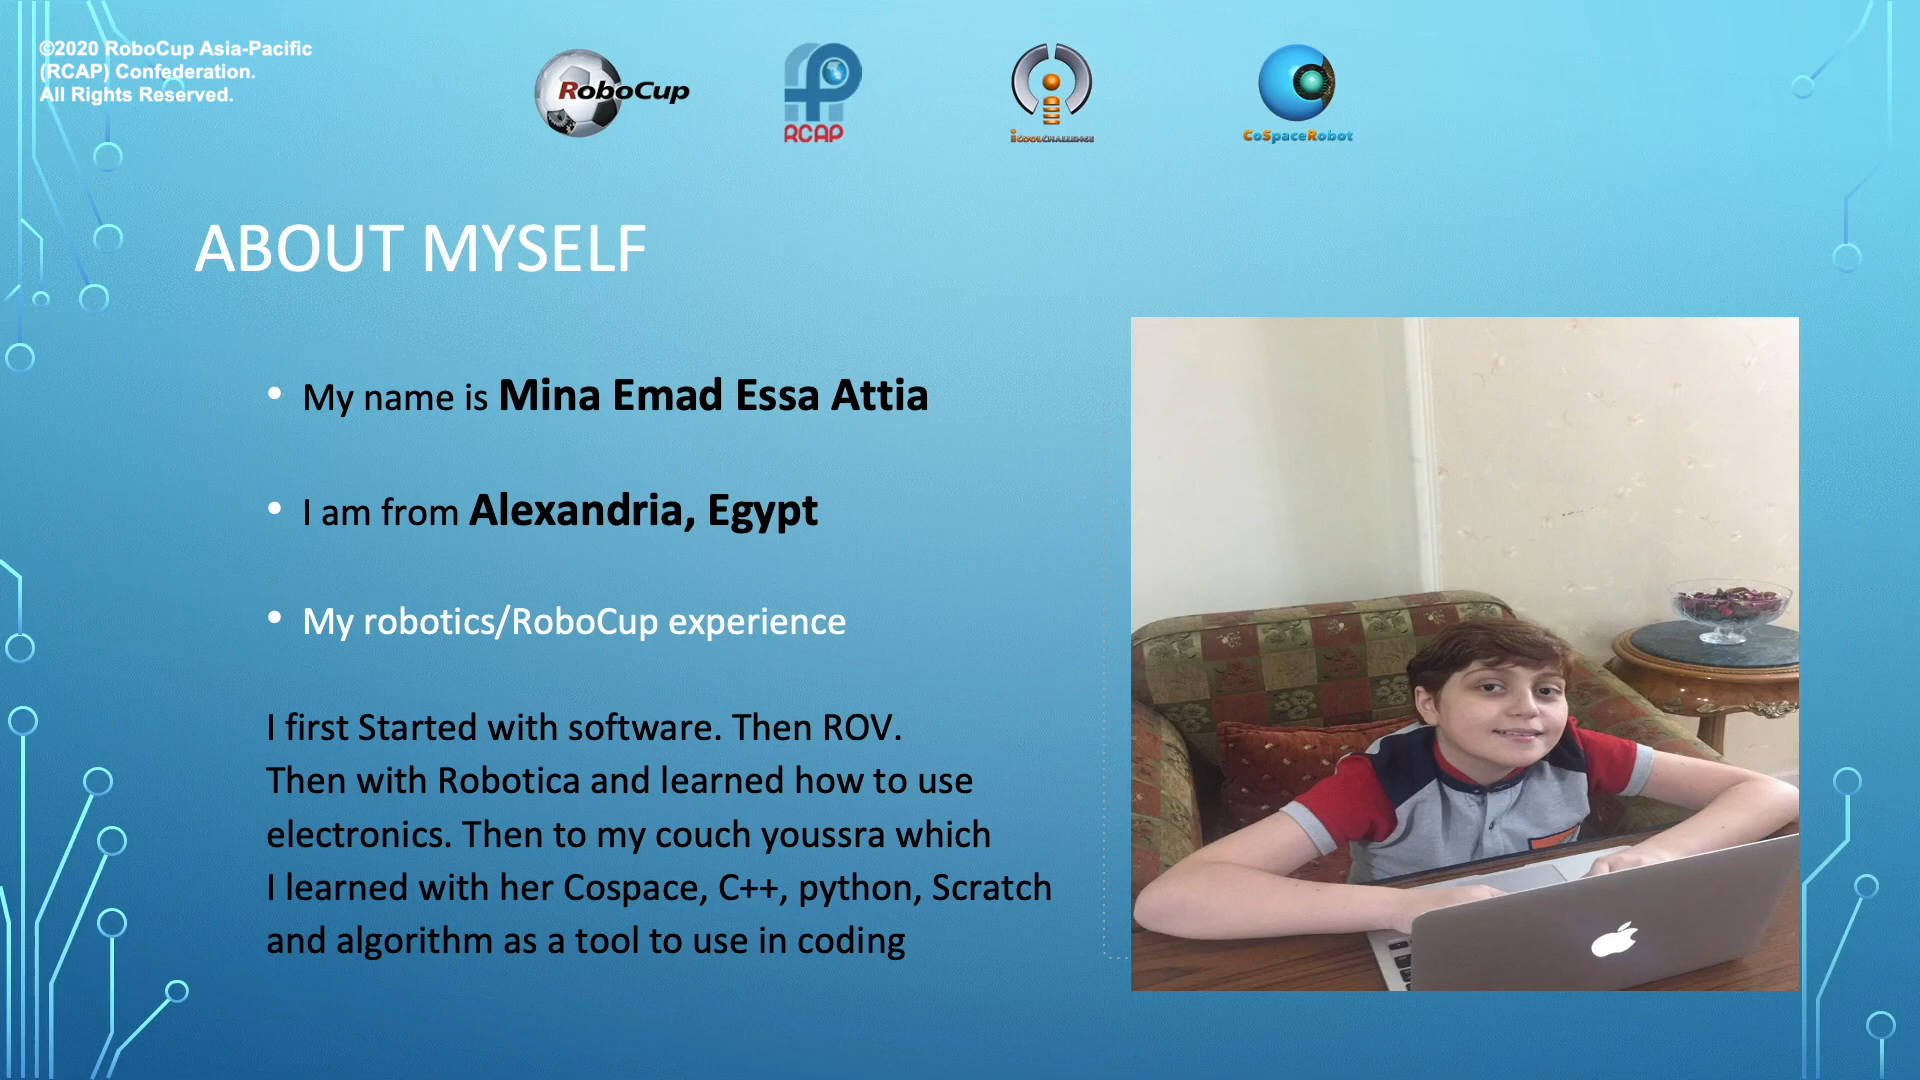 ©2020 RoboCup Asia-Pacific
(RCAP) Confederation.
All Rights Reserved.
RoboCup
RCAP
iCOOLCHALLENGE
CoSpaceRobot
ABOUT MYSELF
• My name is Mina Emad Essa Attia
• I am from Alexandria, Egypt
• My robotics/RoboCup experience
I first Started with software. Then ROV.
Then with Robotica and learned how to use
electronics. Then to my couch youssra which
I learned with her Cospace, C++, python, Scratch
and algorithm as a tool to use in coding